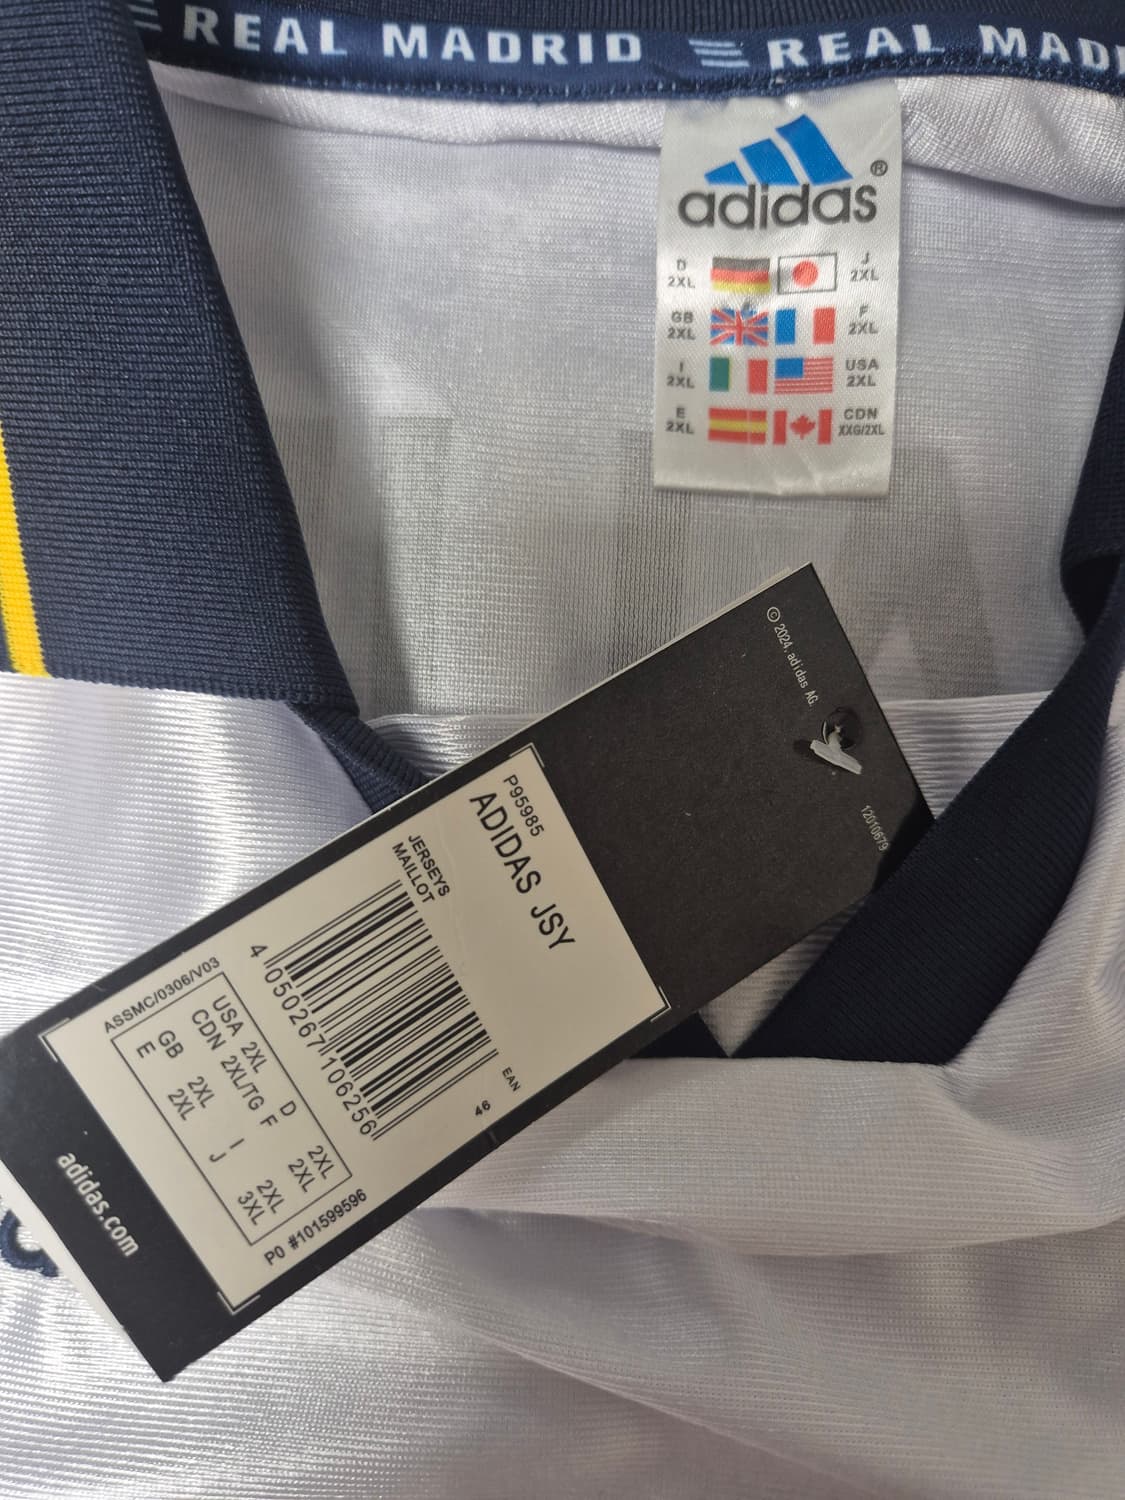 REAL MADRID REAL MADR
adidas ®
D 2XL J 2XL
GB 2XL F 2XL
I 2XL USA 2XL
E 2XL CDN XXG/2XL
© 2024, adidas AG.
12010679
P95985
ADIDAS JSY
JERSEYS
MAILLOT
4 050267 106256
EAN
46
ASSMC/0306/V03
USA 2XL D 2XL
CDN 2XL/TG F 2XL
GB 2XL I 2XL
E 2XL J 3XL
PO #101599596
adidas.com